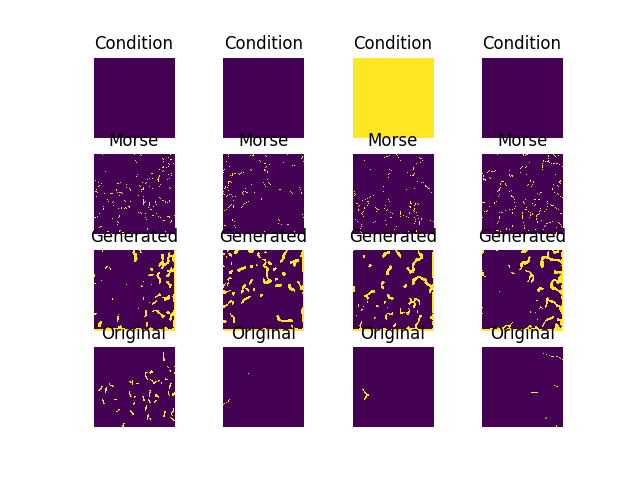 Condition Condition Condition Condition
Morse Morse Morse Morse
Generated Generated Generated Generated
Original Original Original Original